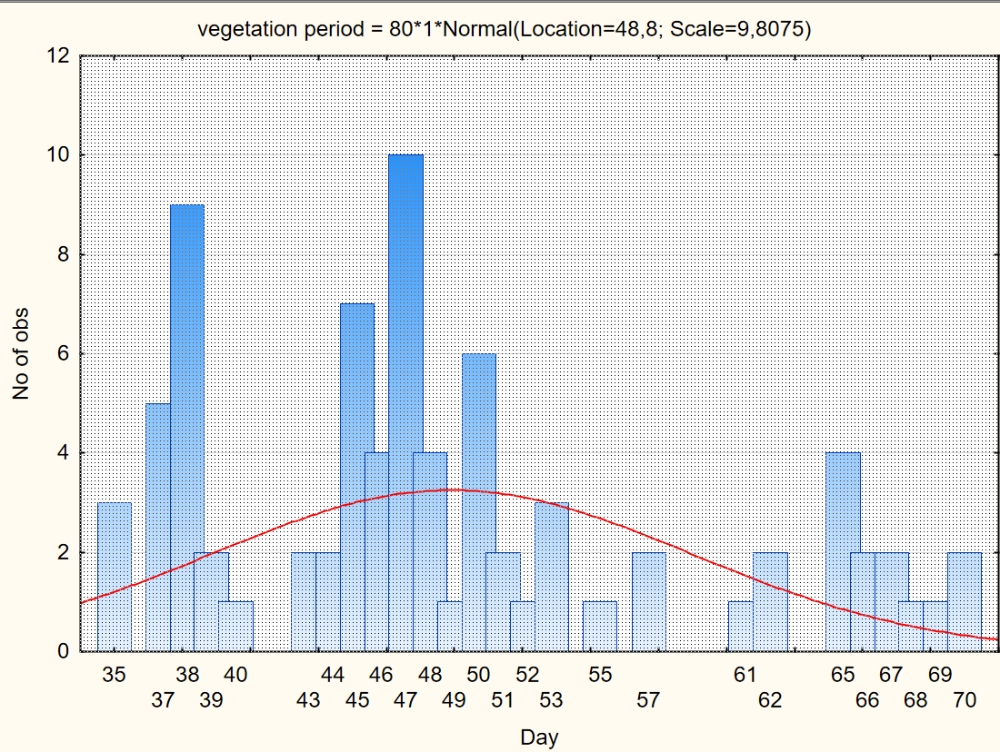 vegetation period = 80*1*Normal(Location=48,8; Scale=9,8075)
12
10
8
6
4
2
0
No of obs
35 38 40 44 46 48 50 52 55 61 65 67 69
37 39 43 45 47 49 51 53 57 62 66 68 70
Day